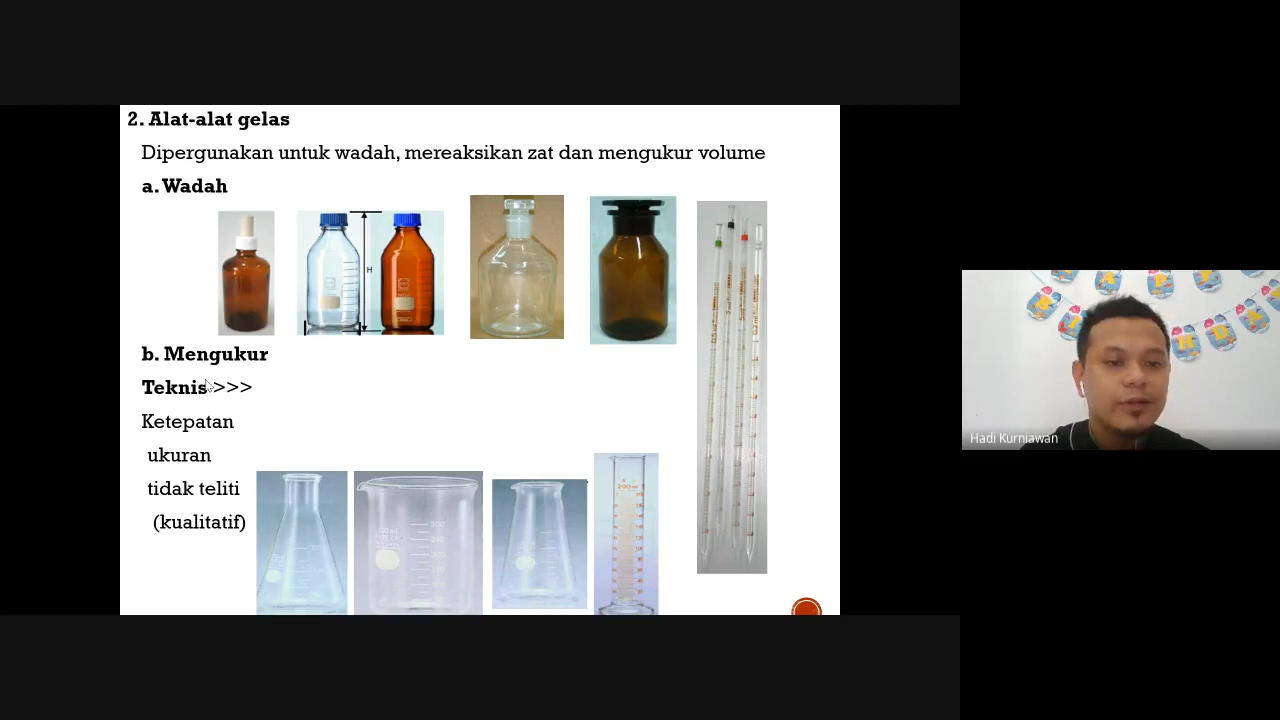 2. Alat-alat gelas
Dipergunakan untuk wadah, mereaksikan zat dan mengukur volume
a. Wadah
H
b. Mengukur
Teknis >>>
Ketepatan
ukuran
tidak teliti
(kualitatif)
Hadi Kurniawan